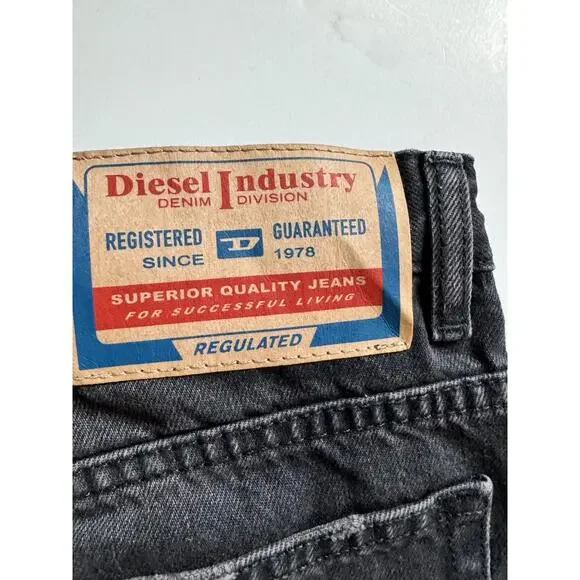 Diesel Industry
DENIM DIVISION
REGISTERED D GUARANTEED
SINCE 1978
SUPERIOR QUALITY JEANS
FOR SUCCESSFUL LIVING
REGULATED